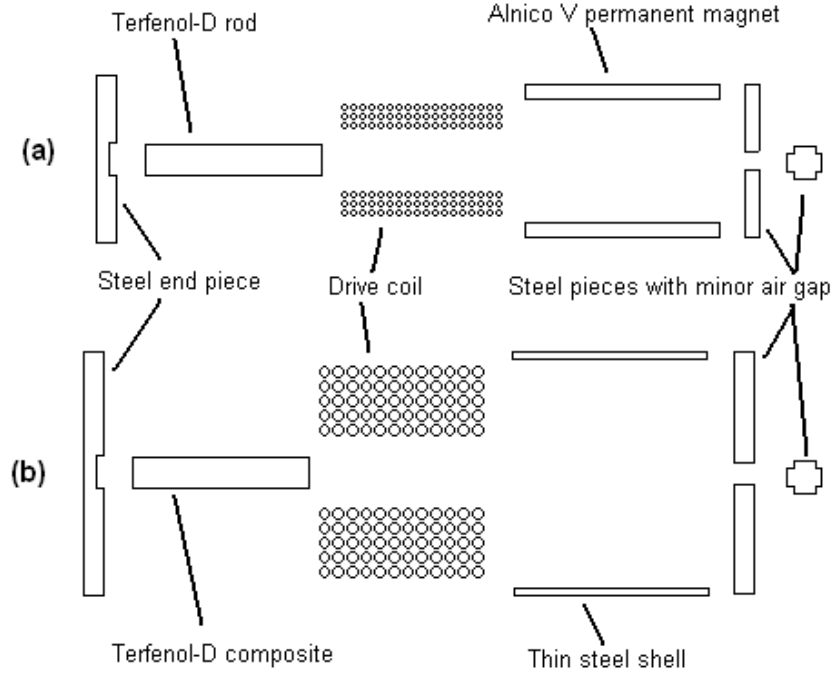 Terfenol-D rod
Alnico V permanent magnet
(a)
Steel end piece
Drive coil
Steel pieces with minor air gap
(b)
Terfenol-D composite
Thin steel shell